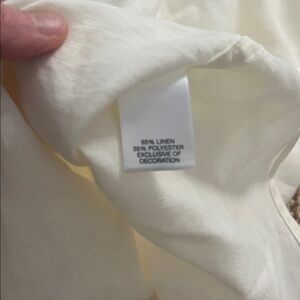 65% LINEN
35% POLYESTER
EXCLUSIVE OF
DECORATION